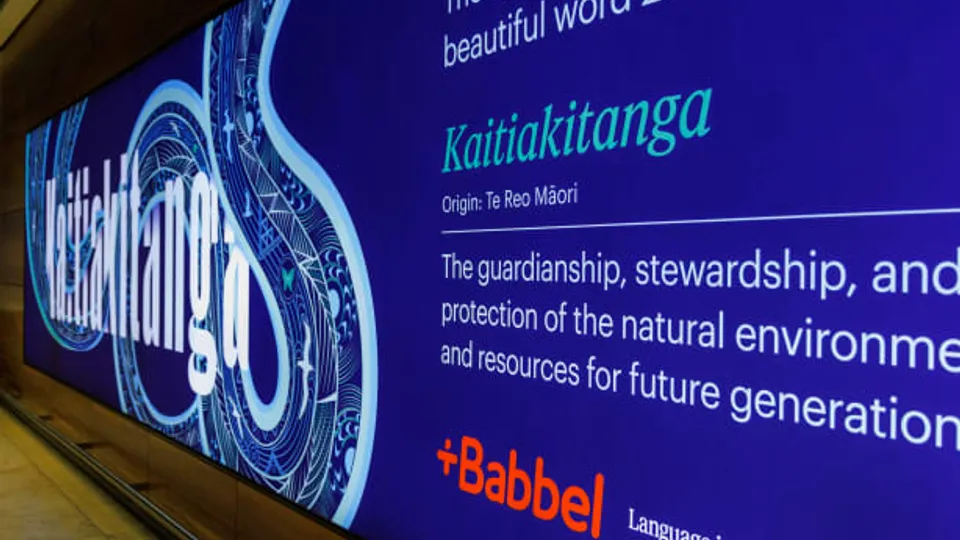 Kaitiakitanga
beautiful word
Kaitiakitanga
Origin: Te Reo Māori
The guardianship, stewardship, and
protection of the natural environme
and resources for future generation
+Babbel
Language